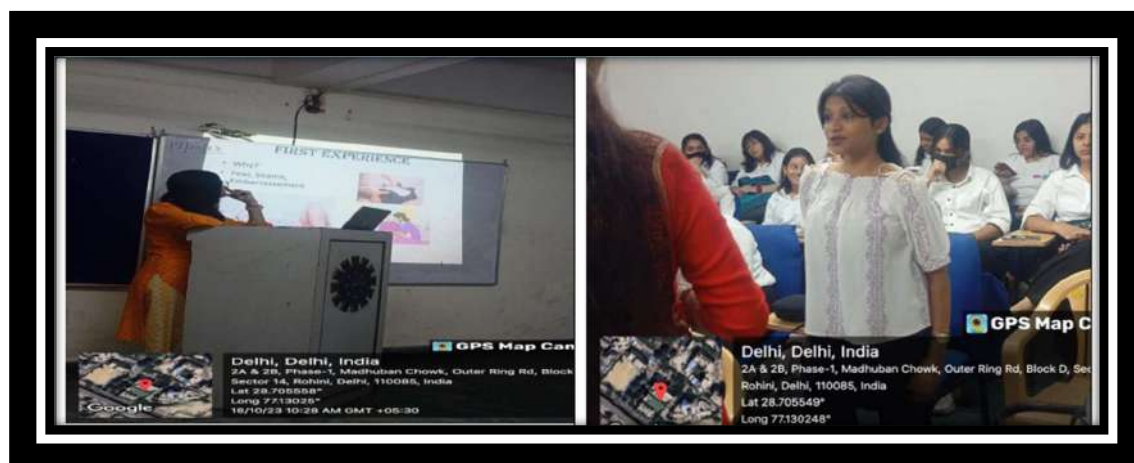 FIRST EXPERIENCE
• Who?
• Fear, Shame,
Embarrassement
GPS Map Cam
Delhi, Delhi, India
2A & 2B, Phase-1, Madhuban Chowk, Outer Ring Rd, Block
Sector 14, Rohini, Delhi, 110085, India
Lat 28.705558°
Long 77.13025°
16/10/23 10:28 AM GMT +05:30
Google
GPS Map C
Delhi, Delhi, India
2A & 2B, Phase-1, Madhuban Chowk, Outer Ring Rd, Block D, Sec
Rohini, Delhi, 110085, India
Lat 28.705549°
Long 77.130248°